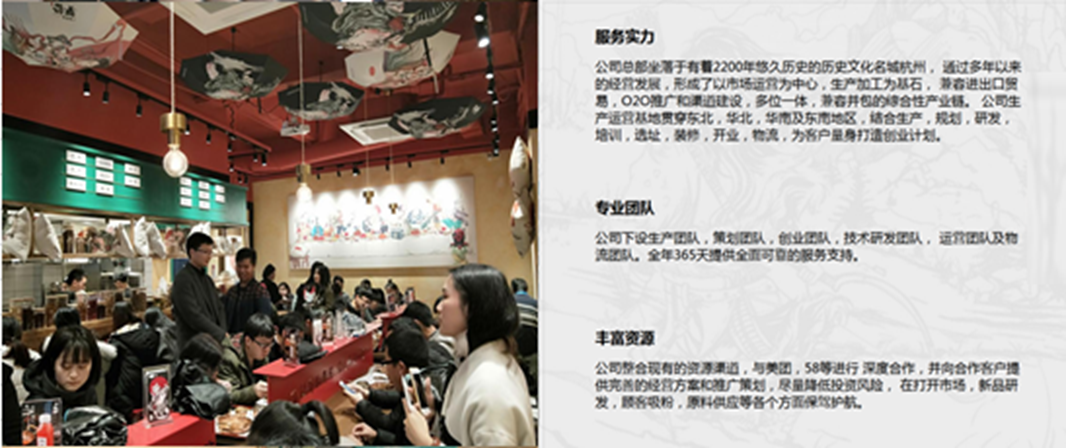 服务实力
公司总部坐落于有着2200年悠久历史的历史文化名城杭州，通过多年以来
的经营发展，形成了以市场运营为中心，生产加工为基石，兼容进出口贸
易，O2O推广和渠道建设，多位一体，兼容并包的综合性产业链。 公司生
产运营基地贯穿东北，华北，华南及东南地区，结合生产，规划，研发，
培训，选址，装修，开业，物流，为客户量身打造创业计划。
专业团队
公司下设生产团队，策划团队，创业团队，技术研发团队， 运营团队及物
流团队。全年365天提供全面可靠的服务支持。
丰富资源
公司整合现有的资源渠道，与美团，58等进行 深度合作，并向合作客户提
供完善的经营方案和推广策划，尽量降低投资风险， 在打开市场，新品研
发，顾客吸粉，原料供应等各个方面保驾护航。